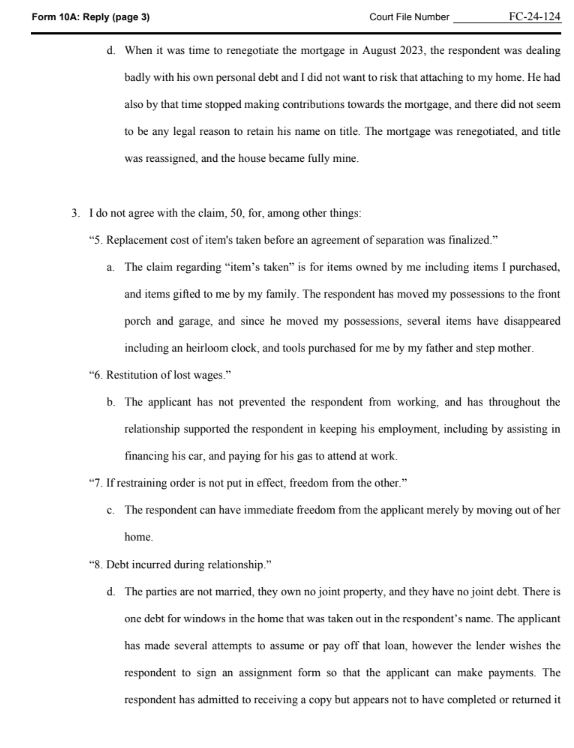 Form 10A: Reply (page 3) Court File Number FC-24-124
d. When it was time to renegotiate the mortgage in August 2023, the respondent was dealing
badly with his own personal debt and I did not want to risk that attaching to my home. He had
also by that time stopped making contributions towards the mortgage, and there did not seem
to be any legal reason to retain his name on title. The mortgage was renegotiated, and title
was reassigned, and the house became fully mine.
3. I do not agree with the claim, 50, for, among other things:
“5. Replacement cost of item's taken before an agreement of separation was finalized.”
a. The claim regarding “item’s taken” is for items owned by me including items I purchased,
and items gifted to me by my family. The respondent has moved my possessions to the front
porch and garage, and since he moved my possessions, several items have disappeared
including an heirloom clock, and tools purchased for me by my father and step mother.
“6. Restitution of lost wages.”
b. The applicant has not prevented the respondent from working, and has throughout the
relationship supported the respondent in keeping his employment, including by assisting in
financing his car, and paying for his gas to attend at work.
“7. If restraining order is not put in effect, freedom from the other.”
c. The respondent can have immediate freedom from the applicant merely by moving out of her
home.
“8. Debt incurred during relationship.”
d. The parties are not married, they own no joint property, and they have no joint debt. There is
one debt for windows in the home that was taken out in the respondent’s name. The applicant
has made several attempts to assume or pay off that loan, however the lender wishes the
respondent to sign an assignment form so that the applicant can make payments. The
respondent has admitted to receiving a copy but appears not to have completed or returned it